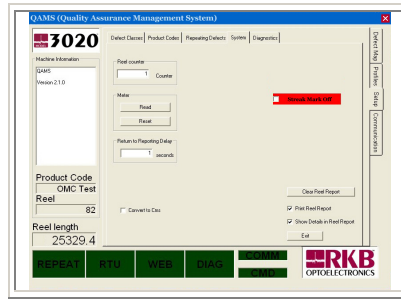 QAMS (Quality Assurance Management System)
3020
Defect Classes Product Codes Repeating Defects System Diagnostics
Machine Information
QAMS
Version 2.1.0
Reel counter
1 Counter
Meter
Read
Reset
Return to Reporting Delay
1 seconds
Convert to Cms
Streak Mark Off
Clear Reel Report
Print Reel Report
Show Details in Reel Report
Exit
Defect Map
Profiles
Setup
Communication
Product Code
OMC Test
Reel
82
Reel length
25329.4
REPEAT RTU WEB DIAG COMM
CMD
RKB
OPTOELECTRONICS